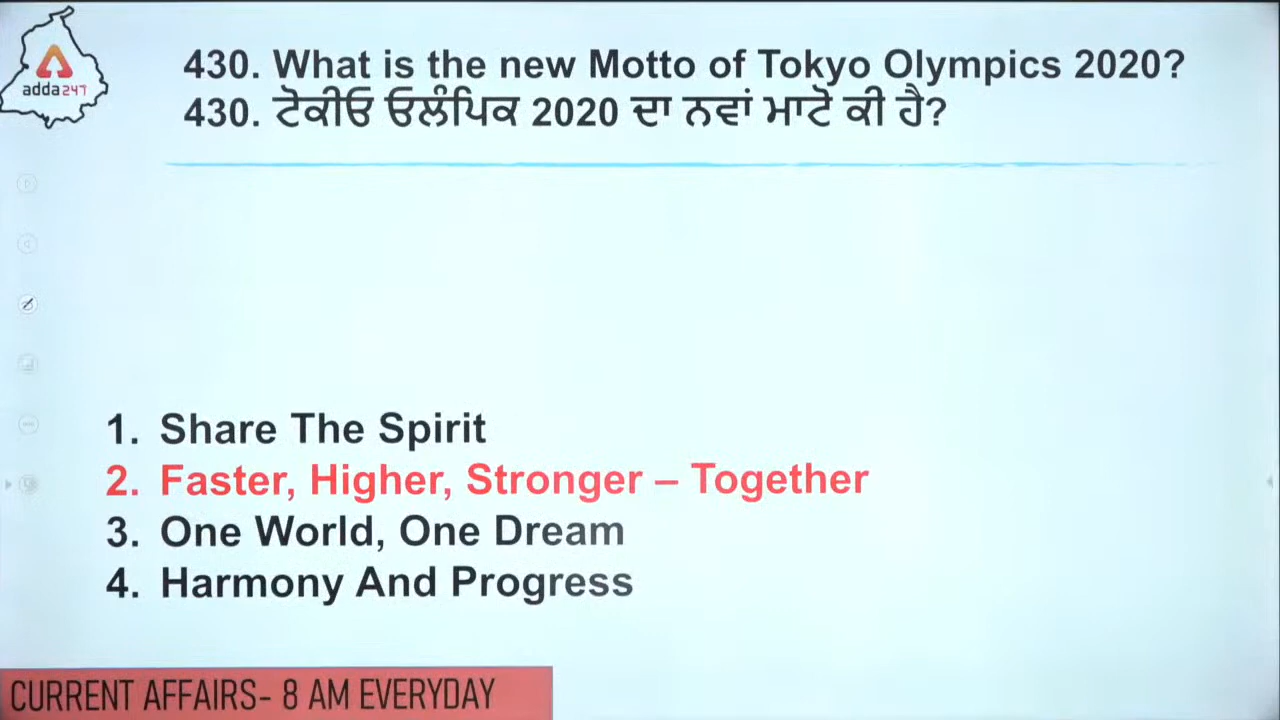 adda247
430. What is the new Motto of Tokyo Olympics 2020?
430. ਟੋਕੀਓ ਓਲੰਪਿਕ 2020 ਦਾ ਨਵਾਂ ਮਾਟੋ ਕੀ ਹੈ?
1. Share The Spirit
2. Faster, Higher, Stronger – Together
3. One World, One Dream
4. Harmony And Progress
CURRENT AFFAIRS- 8 AM EVERYDAY